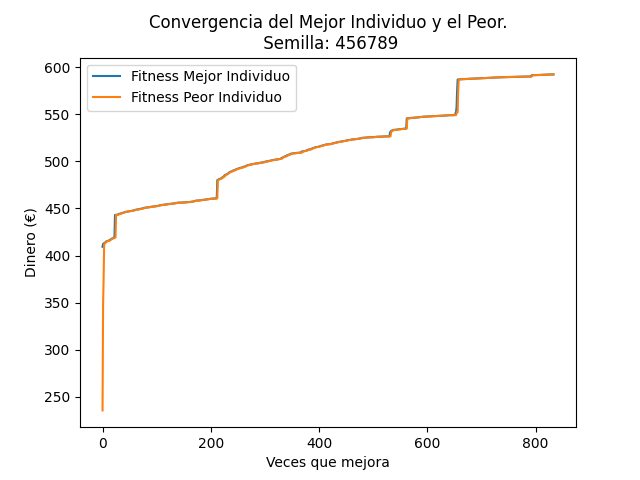 Convergencia del Mejor Individuo y el Peor.
Semilla: 456789
Fitness Mejor Individuo
Fitness Peor Individuo
Dinero (€)
600
550
500
450
400
350
300
250
0 200 400 600 800
Veces que mejora